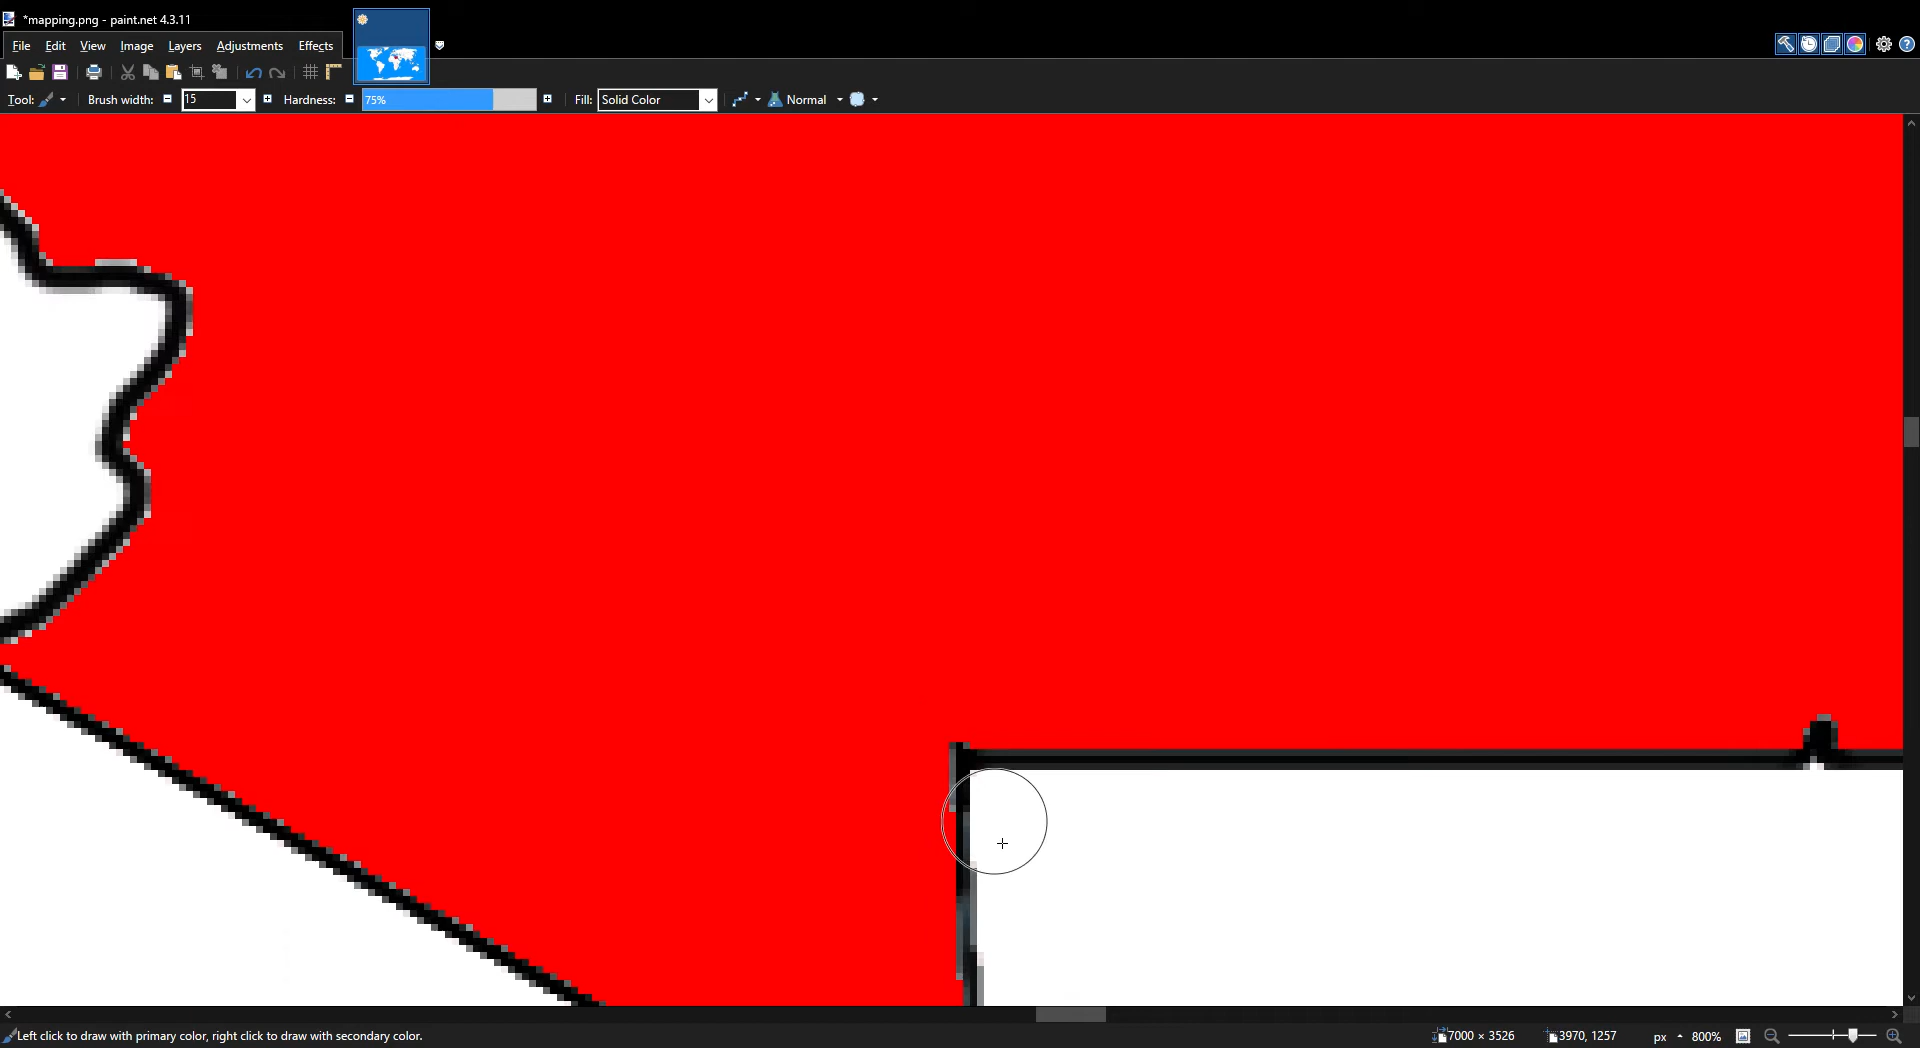 *mapping.png - paint.net 4.3.11
File Edit View Image Layers Adjustments Effects
Tool: Brush width: 15 Hardness: 75% Fill: Solid Color Normal
Left click to draw with primary color, right click to draw with secondary color. 7000 × 3526 3970, 1257 px 800%